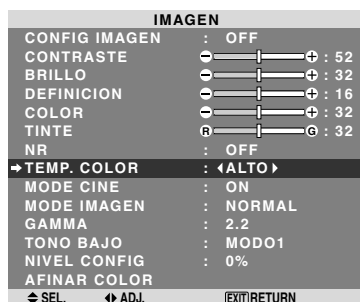 IMAGEN
CONFIG IMAGEN : OFF
CONTRASTE : 52
BRILLO : 32
DEFINICION : 16
COLOR : 32
TINTE R G : 32
NR : OFF
TEMP. COLOR : ALTO
MODE CINE : ON
MODE IMAGEN : NORMAL
GAMMA : 2.2
TONO BAJO : MODO1
NIVEL CONFIG : 0%
AFINAR COLOR
SEL. ADJ. EXIT RETURN